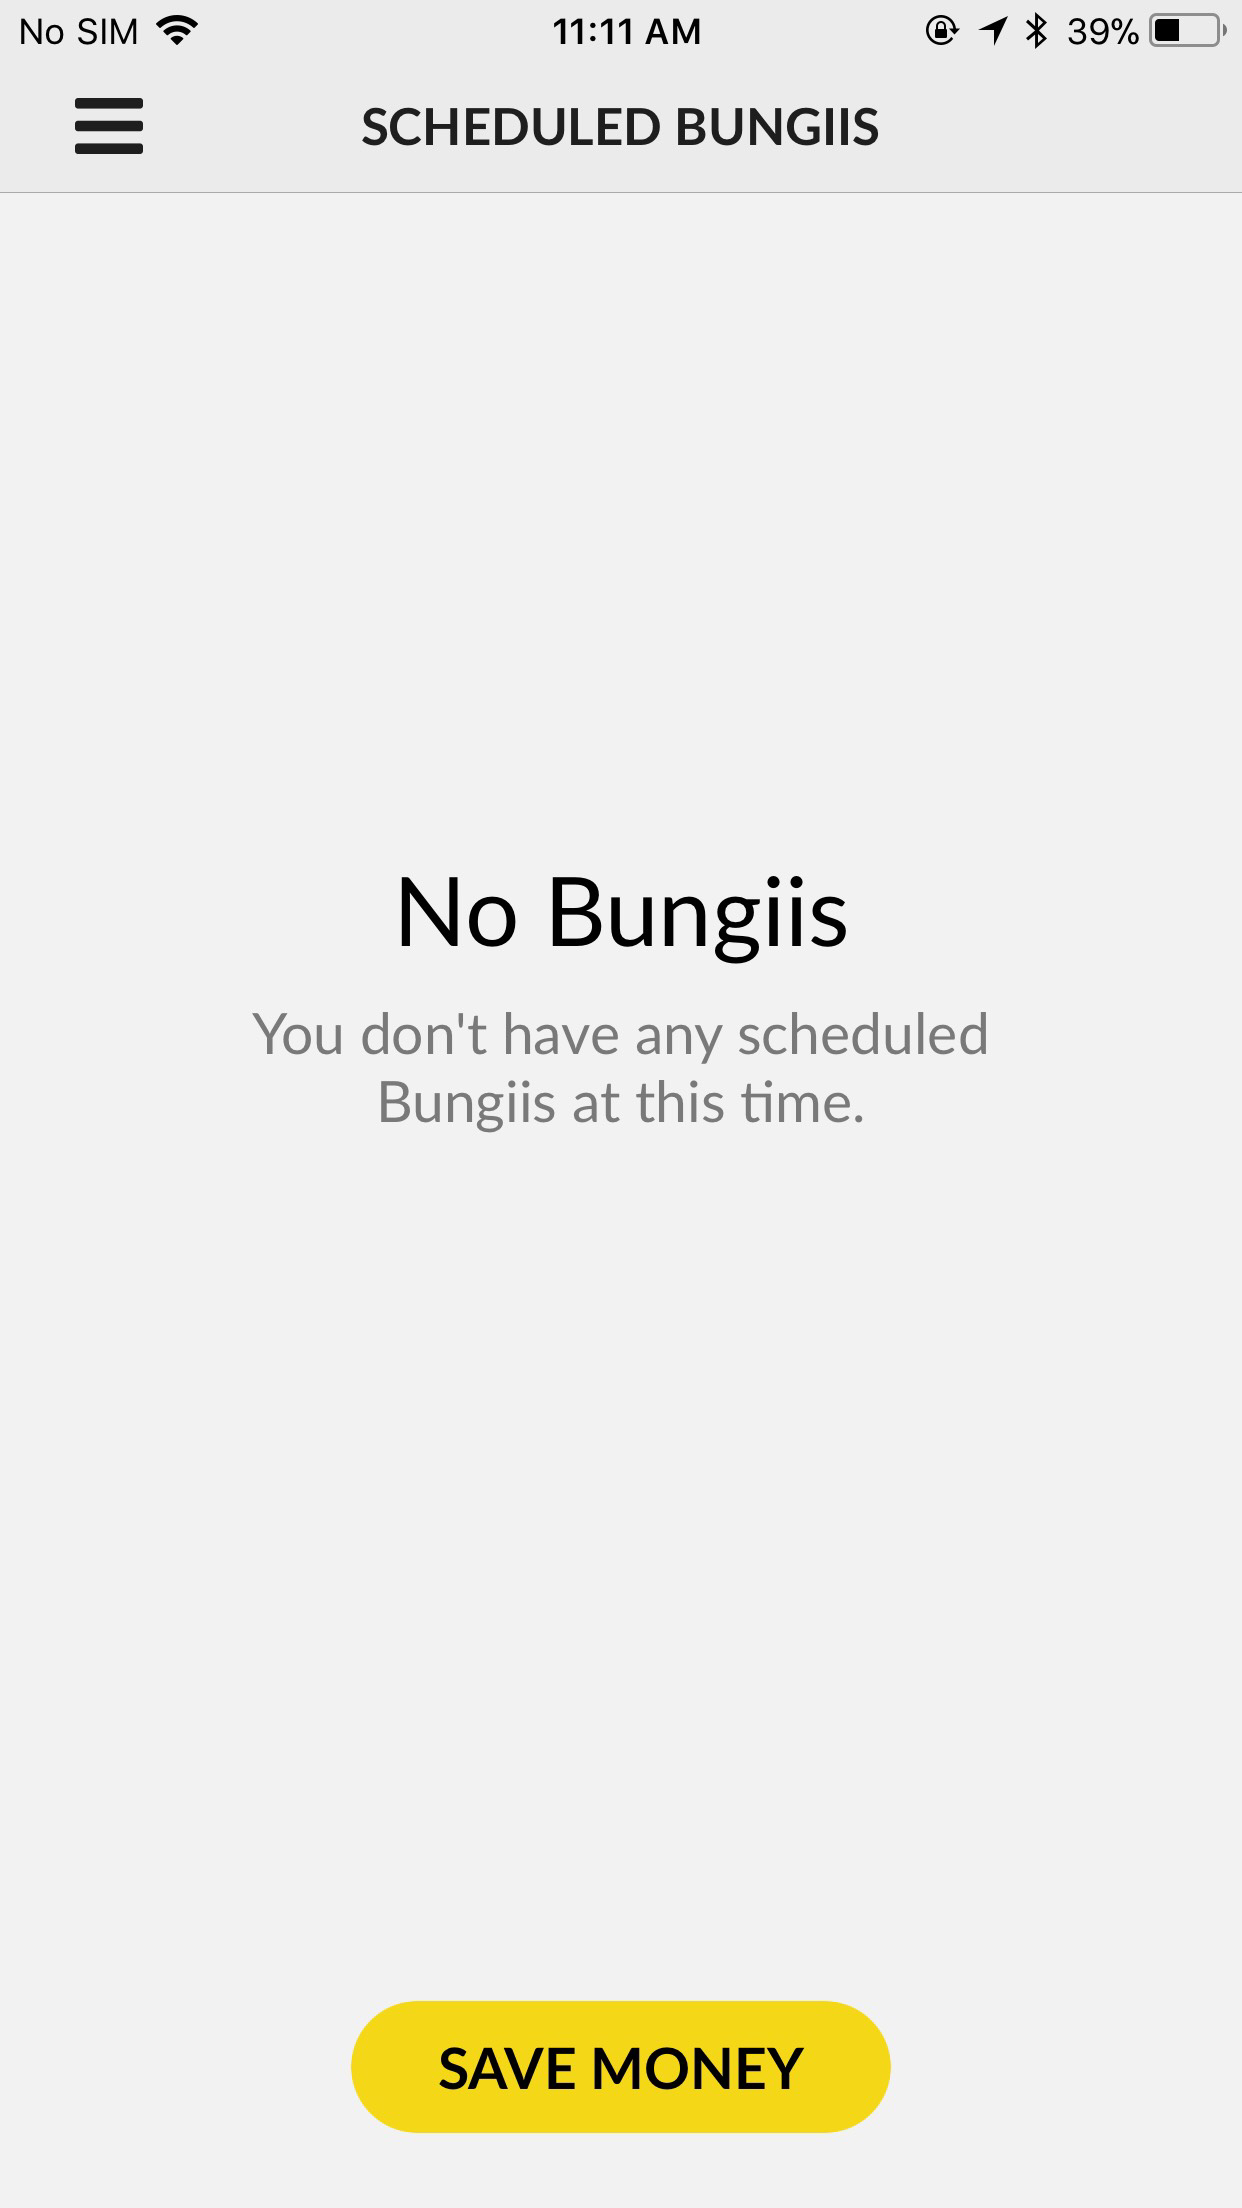 No SIM 11:11 AM 39%
SCHEDULED BUNGIIS
No Bungiis
You don't have any scheduled
Bungiis at this time.
SAVE MONEY